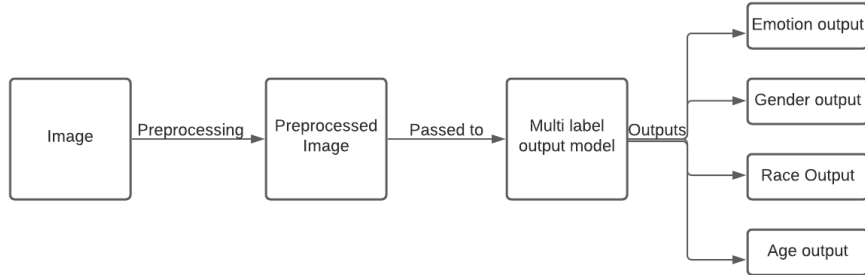 Image
Preprocessing
Preprocessed
Image
Passed to
Multi label
output model
Outputs
Emotion output
Gender output
Race Output
Age output